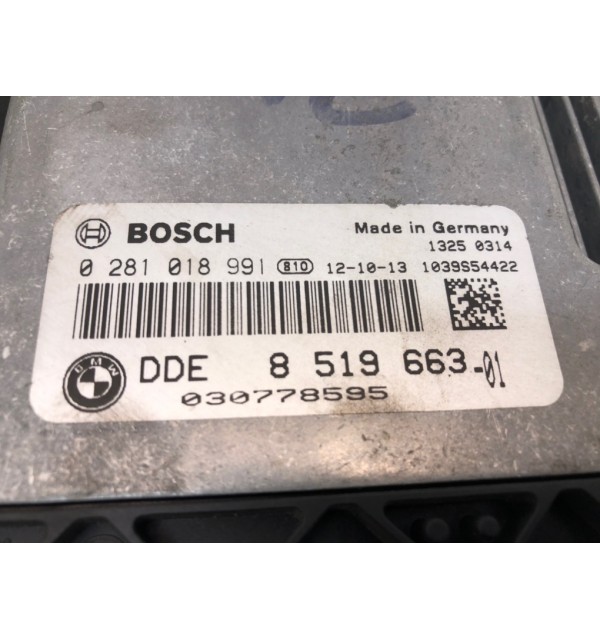 BOSCH
Made in Germany
1325 0314
0 281 018 991 810 12-10-13 1039S54422
BMW DDE 8 519 663-01
030778595